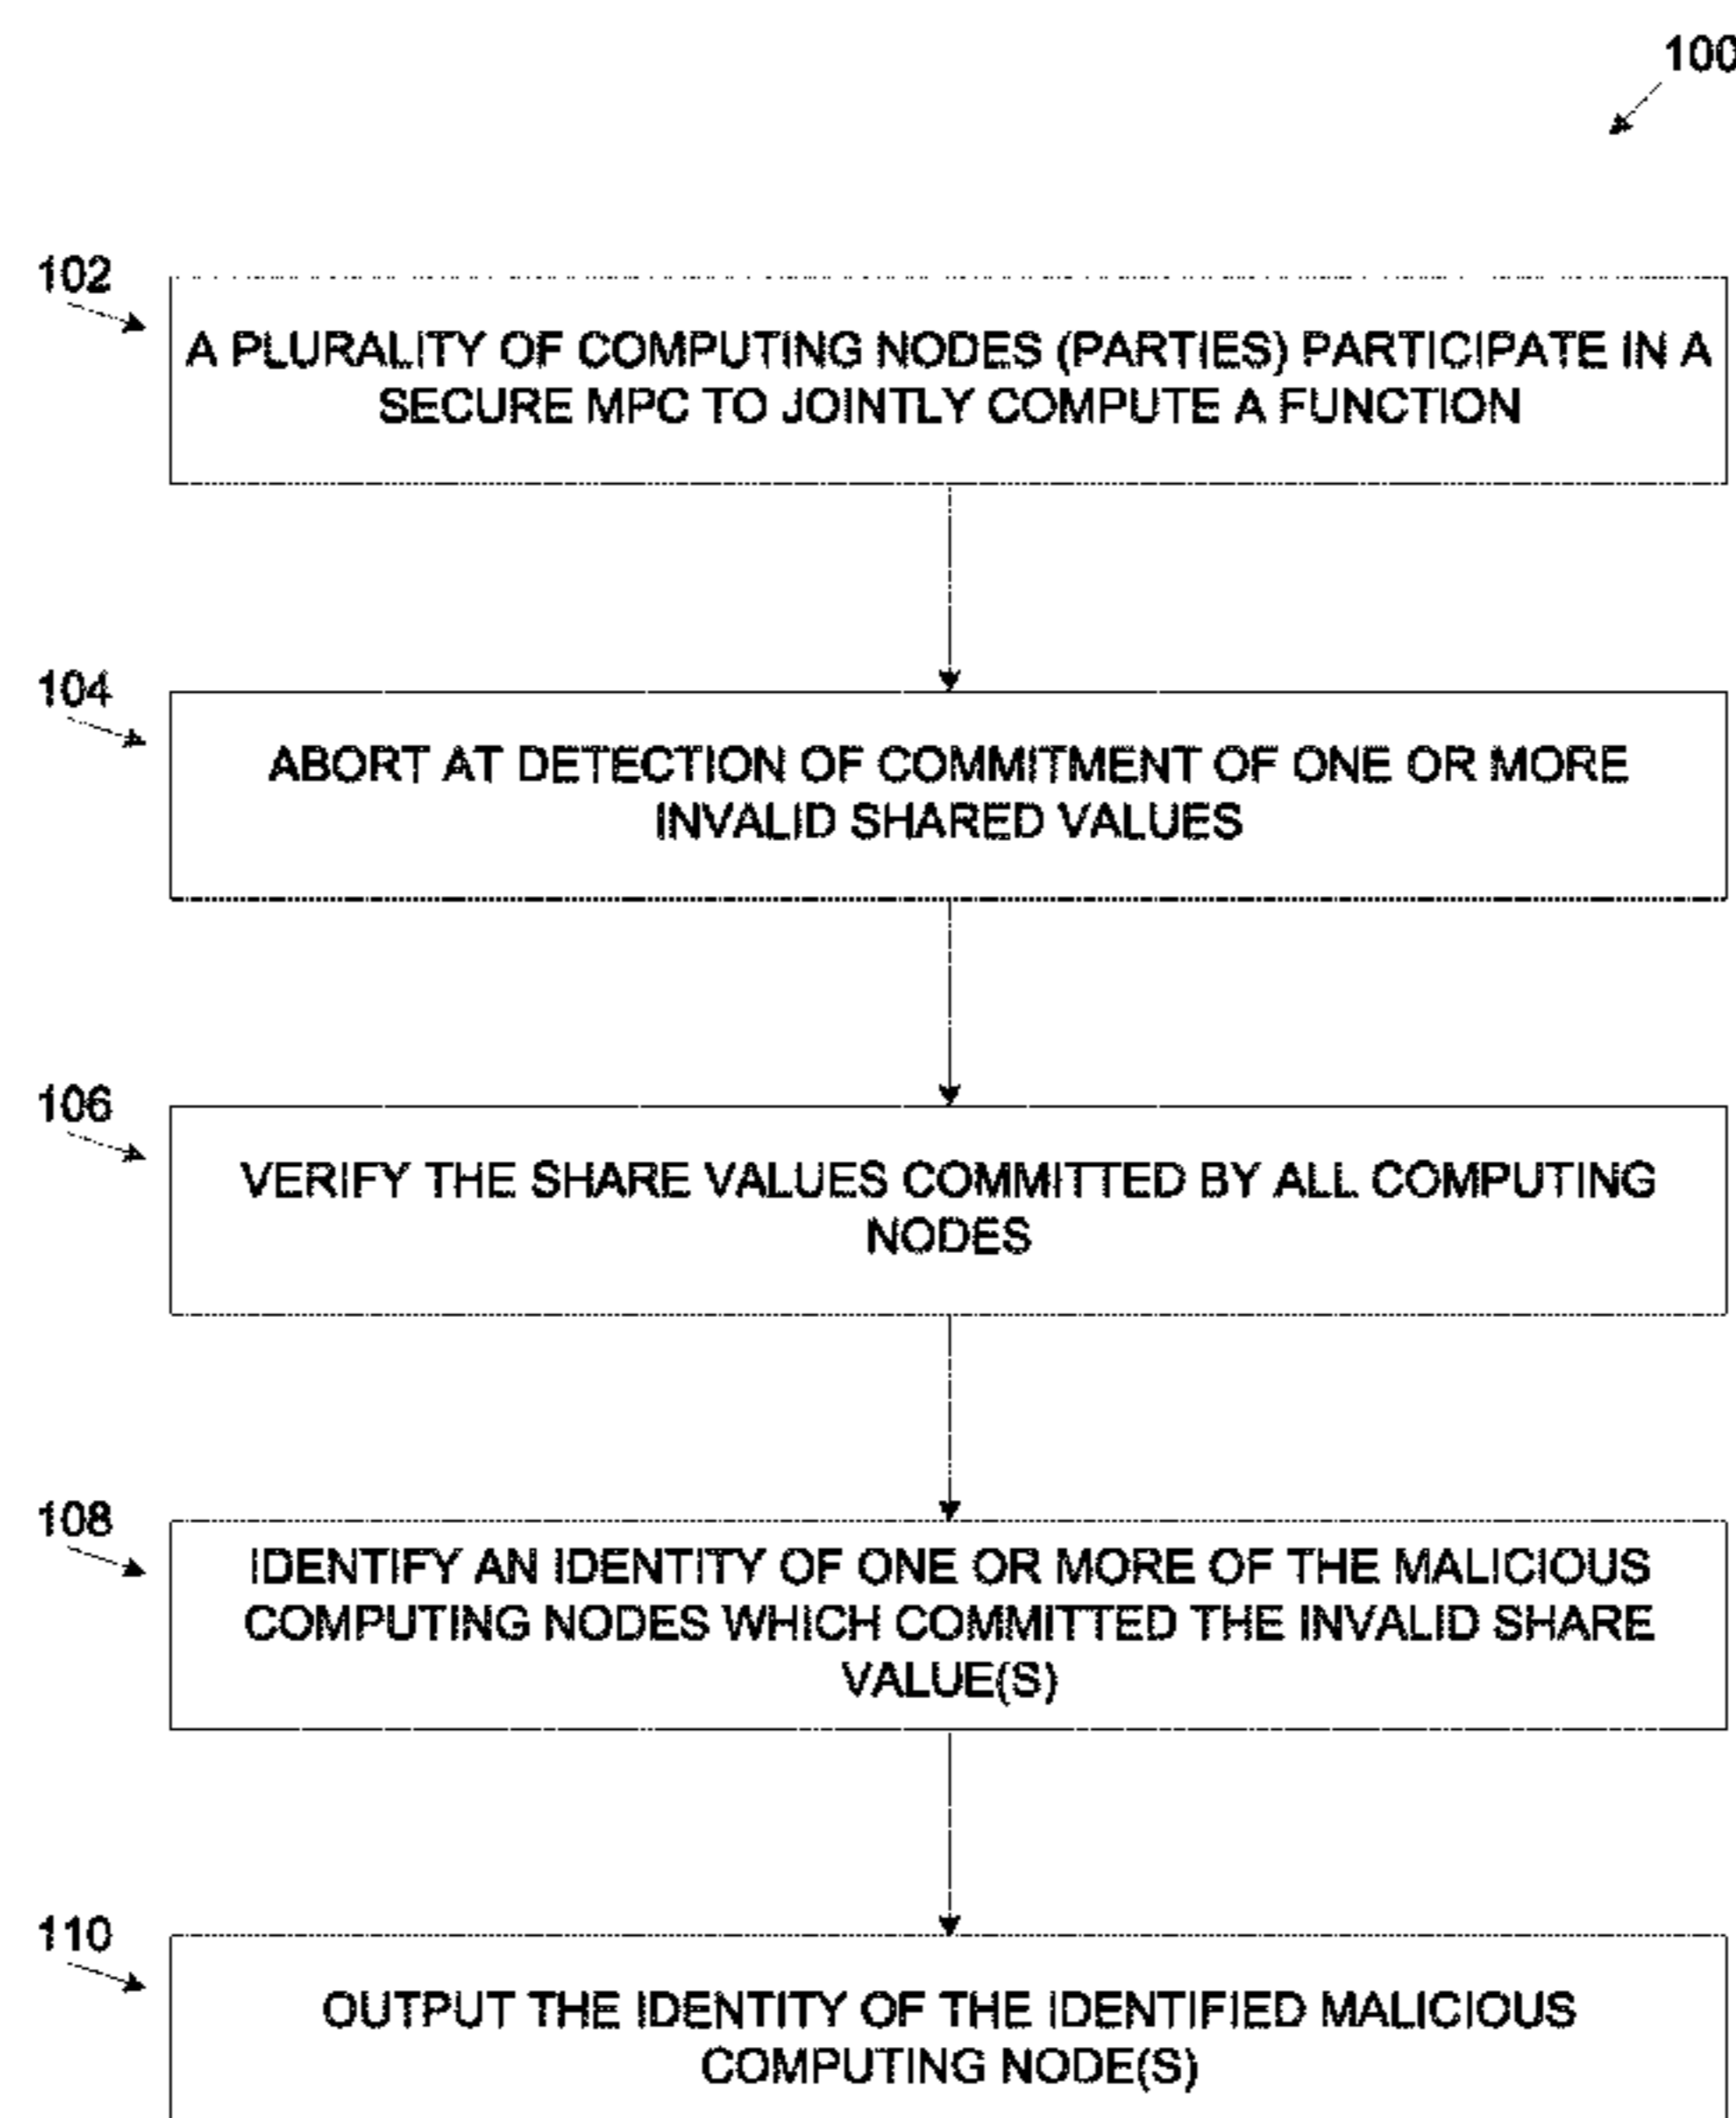 100
102
A PLURALITY OF COMPUTING NODES (PARTIES) PARTICIPATE IN A
SECURE MPC TO JOINTLY COMPUTE A FUNCTION
104
ABORT AT DETECTION OF COMMITMENT OF ONE OR MORE
INVALID SHARED VALUES
106
VERIFY THE SHARE VALUES COMMITTED BY ALL COMPUTING
NODES
108
IDENTIFY AN IDENTITY OF ONE OR MORE OF THE MALICIOUS
COMPUTING NODES WHICH COMMITTED THE INVALID SHARE
VALUE(S)
110
OUTPUT THE IDENTITY OF THE IDENTIFIED MALICIOUS
COMPUTING NODE(S)